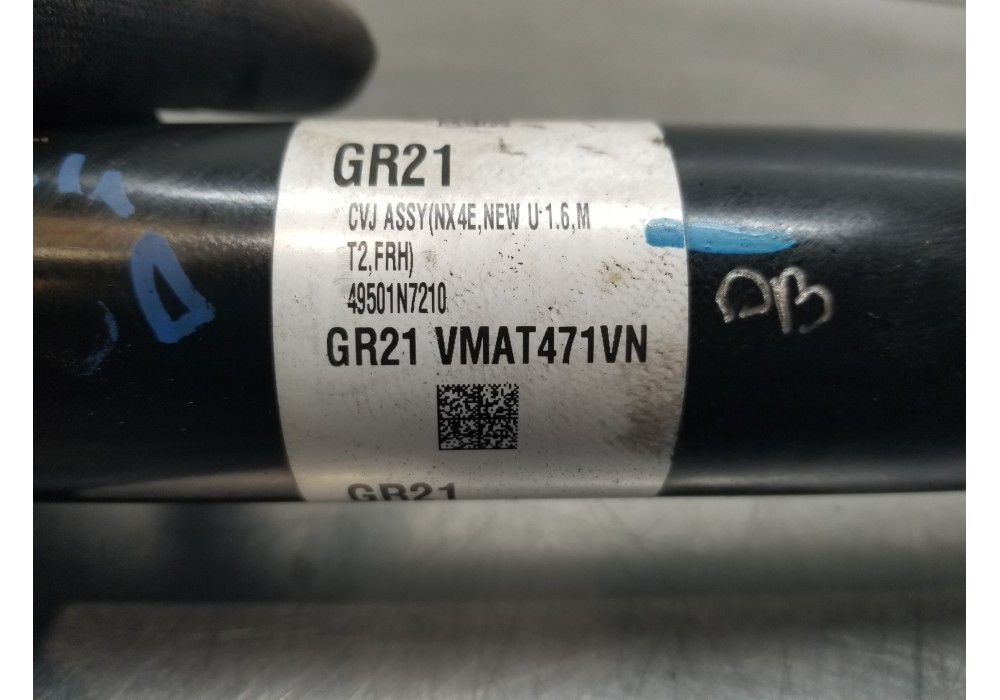 GR21
CVJ ASSY(NX4E,NEW U 1.6,M
T2,FRH)
49501N7210
GR21 VMAT471VN
GR21
DB